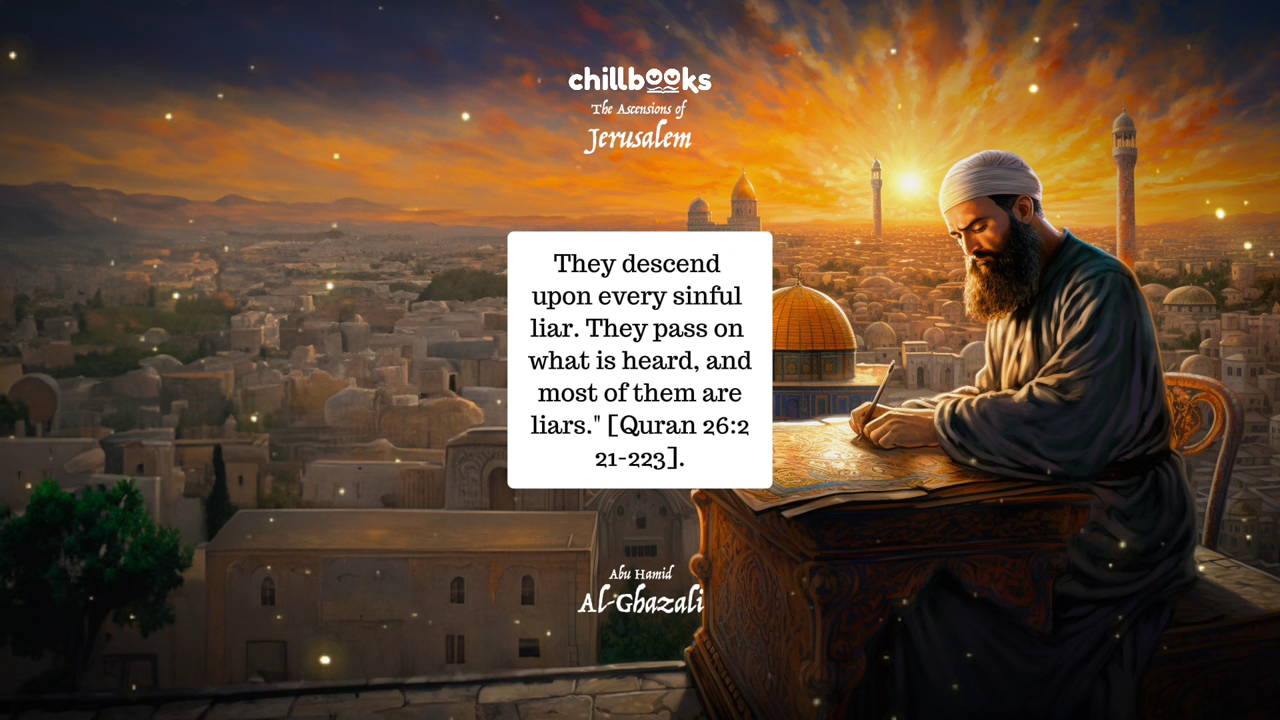 chillbooks
The Ascensions of
Jerusalem
They descend
upon every sinful
liar. They pass on
what is heard, and
most of them are
liars." [Quran 26:2
21-223].
Abu Hamid
Al-Ghazali